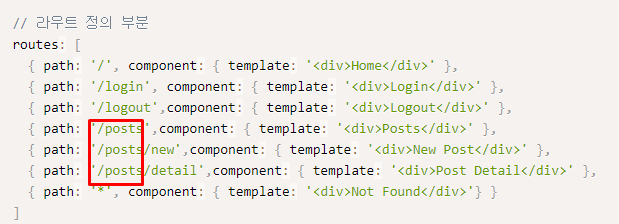 // 라우트 정의 부분
routes: [
  { path: '/', component: { template: '<div>Home</div>' },
  { path: '/login', component: { template: '<div>Login</div>' },
  { path: '/logout',component: { template: '<div>Logout</div>' },
  { path: '/posts',component: { template: '<div>Posts</div>' },
  { path: '/posts/new',component: { template: '<div>New Post</div>' },
  { path: '/posts/detail',component: { template: '<div>Post Detail</div>' },
  { path: '*', component: { template: '<div>Not Found</div>'} }
]